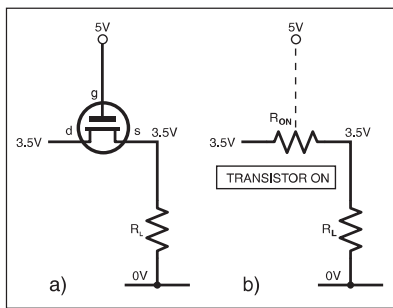 5V
g
d
s
3.5V
3.5V
RL
0V
a)
5V
RON
3.5V
3.5V
TRANSISTOR ON
RL
0V
b)